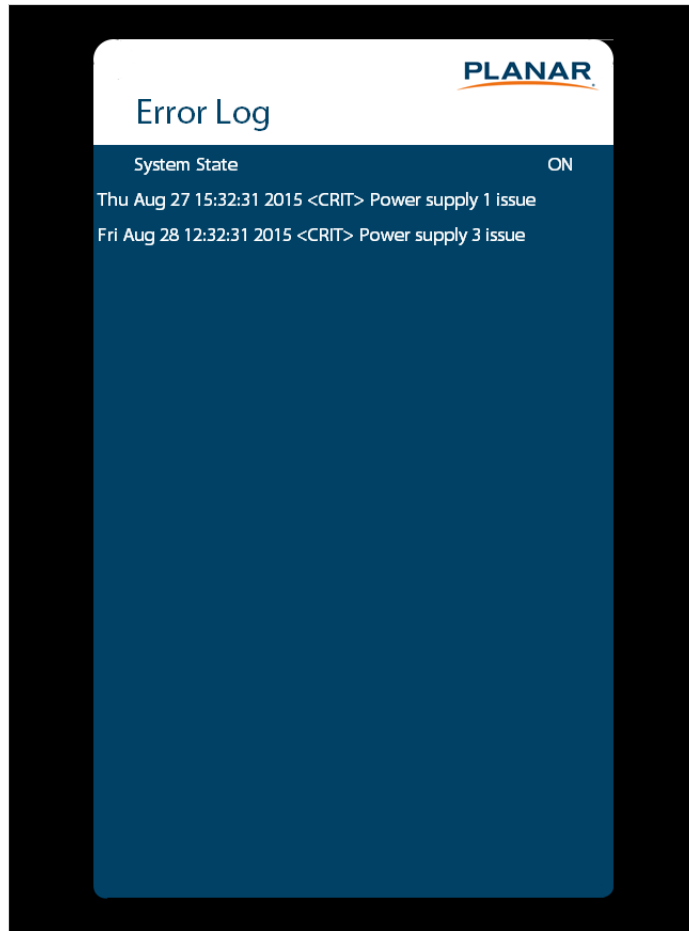 PLANAR
Error Log
System State ON
Thu Aug 27 15:32:31 2015 <CRIT> Power supply 1 issue
Fri Aug 28 12:32:31 2015 <CRIT> Power supply 3 issue